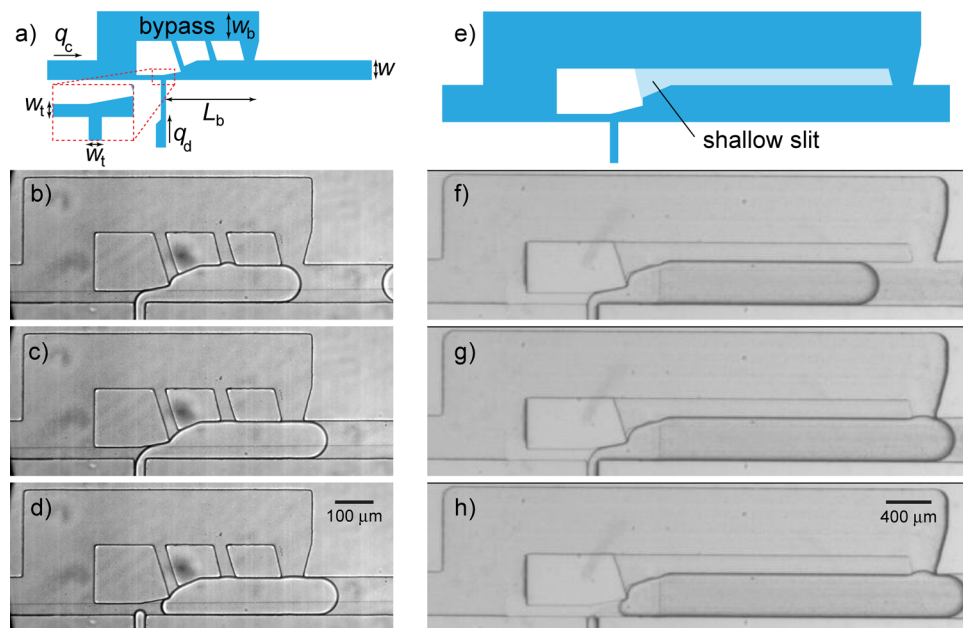 a)
bypass
w_b
q_c
w
w_t
L_b
q_d
w_t
e)
shallow slit
b)
f)
c)
g)
d)
100 μm
h)
400 μm